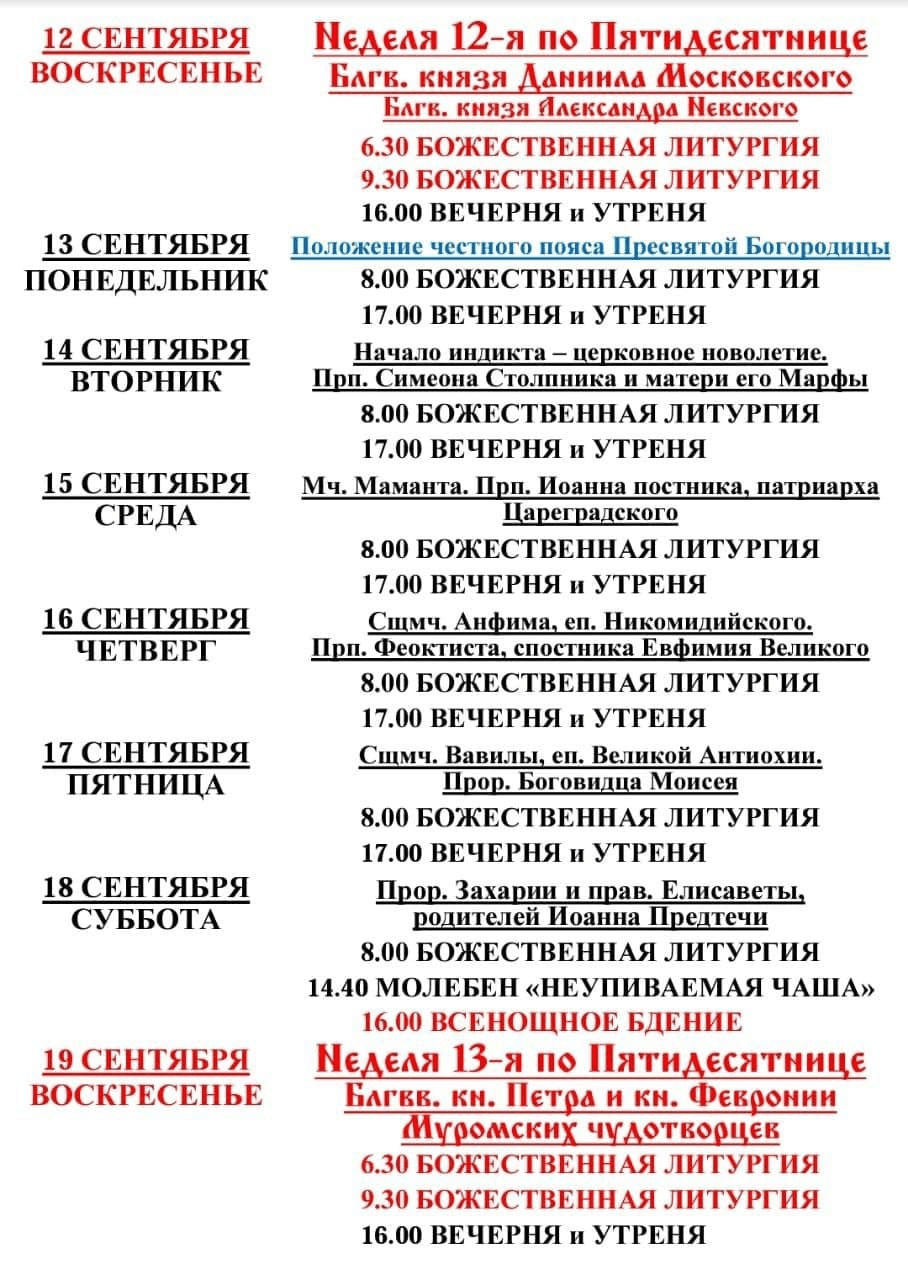 12 СЕНТЯБРЯ
ВОСКРЕСЕНЬЕ
Неделя 12-я по Пятидесятнице
Блгв. князя Даниила Московского
Блгв. князя Александра Невского
6.30 БОЖЕСТВЕННАЯ ЛИТУРГИЯ
9.30 БОЖЕСТВЕННАЯ ЛИТУРГИЯ
16.00 ВЕЧЕРНЯ и УТРЕНЯ
13 СЕНТЯБРЯ
ПОНЕДЕЛЬНИК
Положение честного пояса Пресвятой Богородицы
8.00 БОЖЕСТВЕННАЯ ЛИТУРГИЯ
17.00 ВЕЧЕРНЯ и УТРЕНЯ
14 СЕНТЯБРЯ
ВТОРНИК
Начало индикта – церковное новолетие.
Прп. Симеона Столпника и матери его Марфы
8.00 БОЖЕСТВЕННАЯ ЛИТУРГИЯ
17.00 ВЕЧЕРНЯ и УТРЕНЯ
15 СЕНТЯБРЯ
СРЕДА
Мч. Маманта. Прп. Иоанна постника, патриарха
Цареградского
8.00 БОЖЕСТВЕННАЯ ЛИТУРГИЯ
17.00 ВЕЧЕРНЯ и УТРЕНЯ
16 СЕНТЯБРЯ
ЧЕТВЕРГ
Сщмч. Анфима, еп. Никомидийского.
Прп. Феоктиста, спостника Евфимия Великого
8.00 БОЖЕСТВЕННАЯ ЛИТУРГИЯ
17.00 ВЕЧЕРНЯ и УТРЕНЯ
17 СЕНТЯБРЯ
ПЯТНИЦА
Сщмч. Вавилы, еп. Великой Антиохии.
Прор. Боговидца Моисея
8.00 БОЖЕСТВЕННАЯ ЛИТУРГИЯ
17.00 ВЕЧЕРНЯ и УТРЕНЯ
18 СЕНТЯБРЯ
СУББОТА
Прор. Захарии и прав. Елисаветы,
родителей Иоанна Предтечи
8.00 БОЖЕСТВЕННАЯ ЛИТУРГИЯ
14.40 МОЛЕБЕН «НЕУПИВАЕМАЯ ЧАША»
16.00 ВСЕНОЩНОЕ БДЕНИЕ
19 СЕНТЯБРЯ
ВОСКРЕСЕНЬЕ
Неделя 13-я по Пятидесятнице
Блгвв. кн. Петра и кн. Февронии
Муромских чудотворцев
6.30 БОЖЕСТВЕННАЯ ЛИТУРГИЯ
9.30 БОЖЕСТВЕННАЯ ЛИТУРГИЯ
16.00 ВЕЧЕРНЯ и УТРЕНЯ